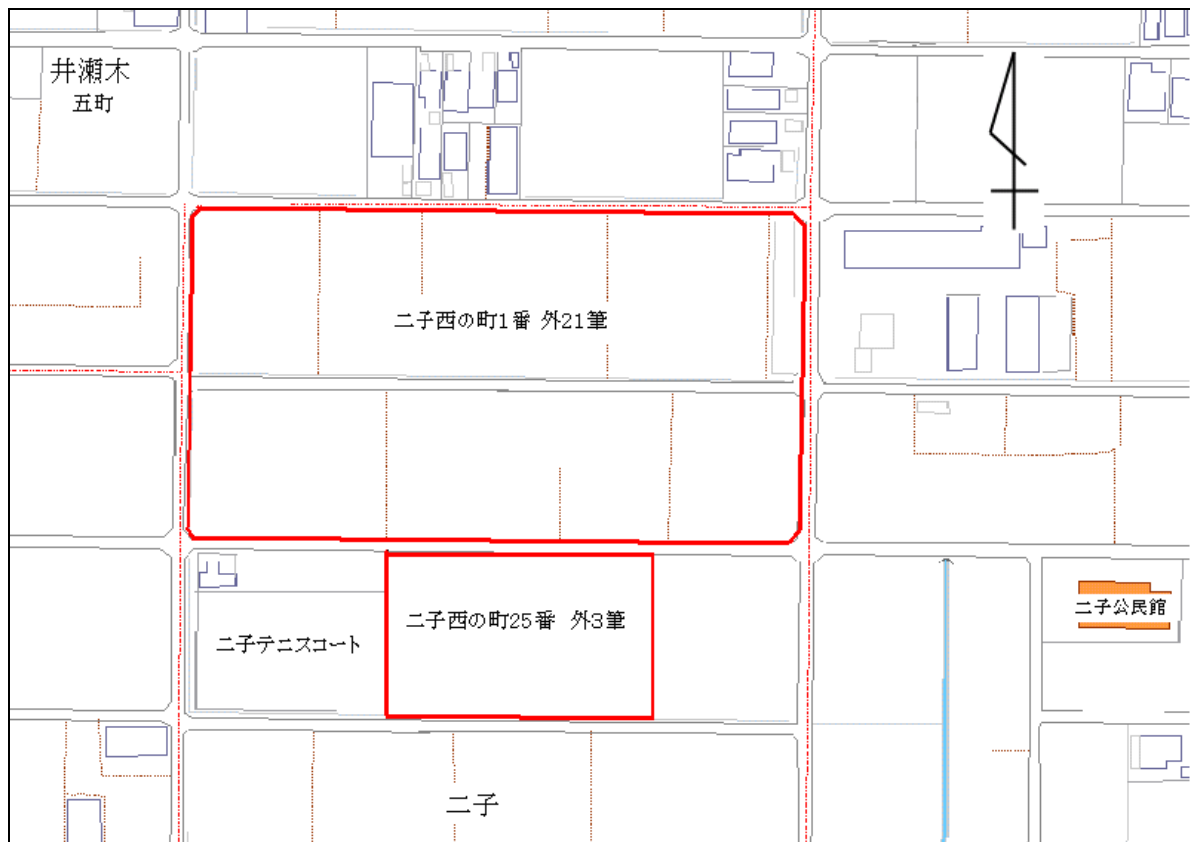 井瀬木
五町
二子西の町1番 外21筆
二子公民館
二子西の町25番 外3筆
二子テニスコート
二子